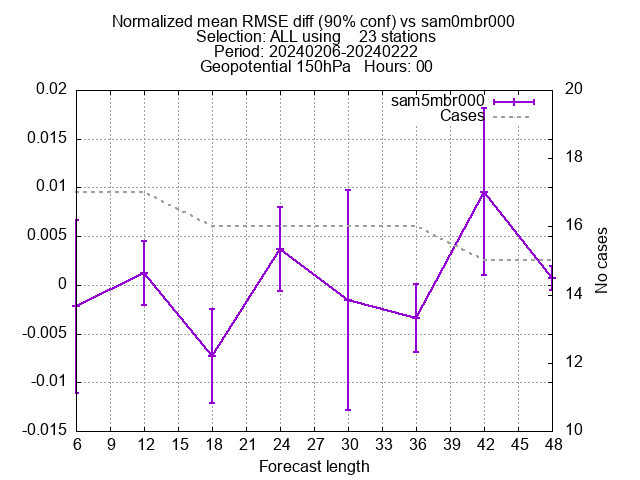 Normalized mean RMSE diff (90% conf) vs sam0mbr000
Selection: ALL using    23 stations
Period: 20240206-20240222
Geopotential 150hPa   Hours: 00
sam5mbr000
Cases
0.02
0.015
0.01
0.005
0
-0.005
-0.01
-0.015
20
18
16
14
12
10
No cases
6 9 12 15 18 21 24 27 30 33 36 39 42 45 48
Forecast length